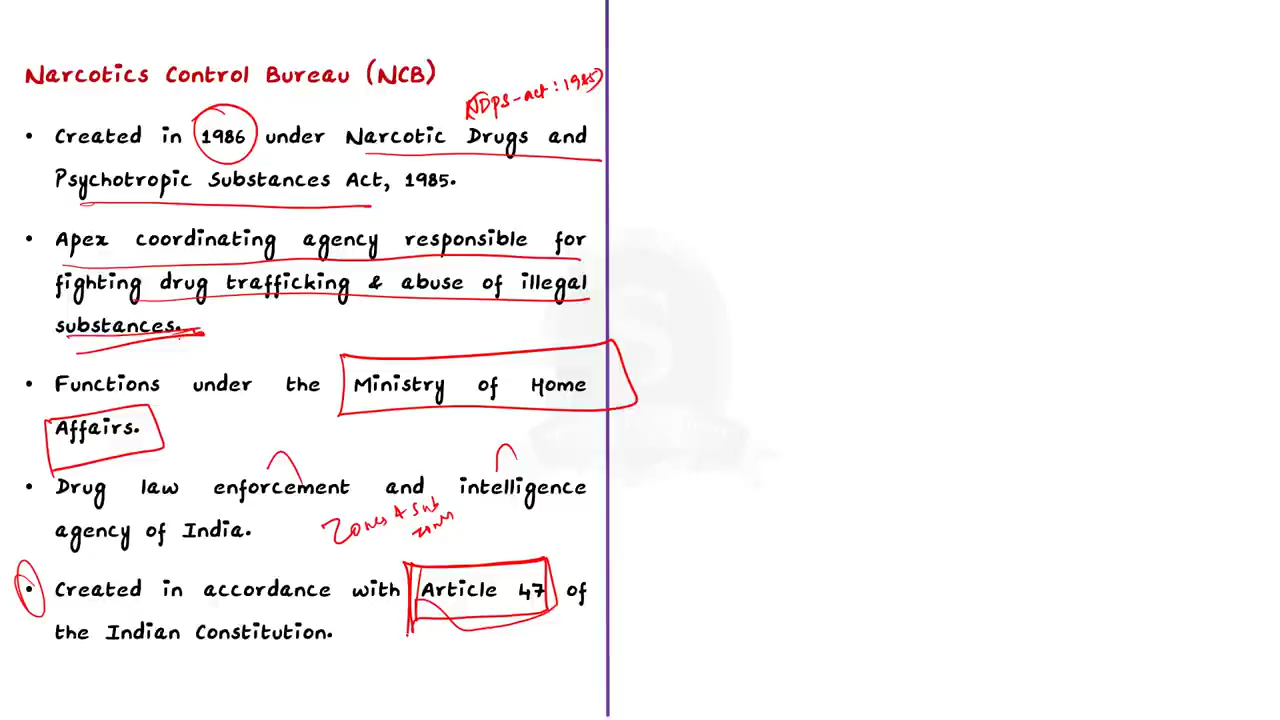 Narcotics Control Bureau (NCB)
NDPS-act: 1985)
• Created in 1986 under Narcotic Drugs and
Psychotropic Substances Act, 1985.
• Apex coordinating agency responsible for
fighting drug trafficking & abuse of illegal
substances.
• Functions under the Ministry of Home
Affairs.
• Drug law enforcement and intelligence
agency of India.
Zones & Sub
zones
• Created in accordance with Article 47 of
the Indian Constitution.